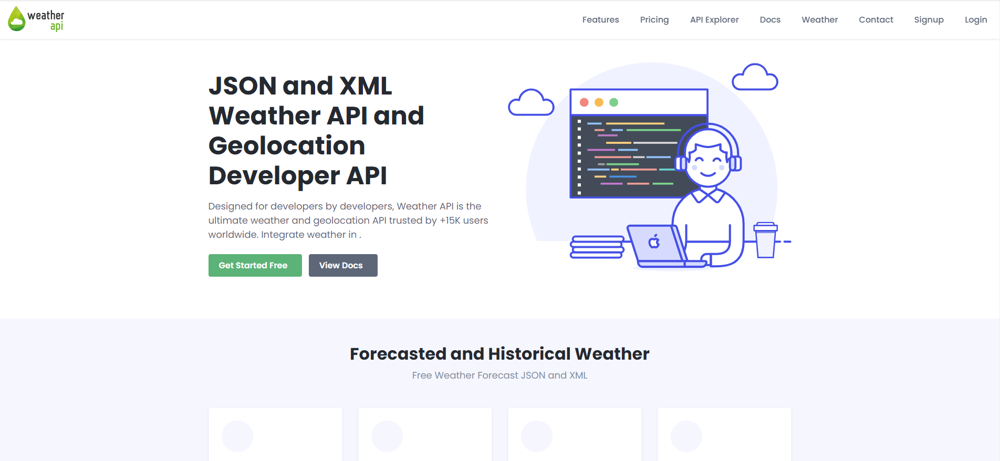 weather
api
Features Pricing API Explorer Docs Weather Contact Signup Login
JSON and XML
Weather API and
Geolocation
Developer API
Designed for developers by developers, Weather API is the
ultimate weather and geolocation API trusted by +15K users
worldwide. Integrate weather in .
Get Started Free View Docs
Forecasted and Historical Weather
Free Weather Forecast JSON and XML